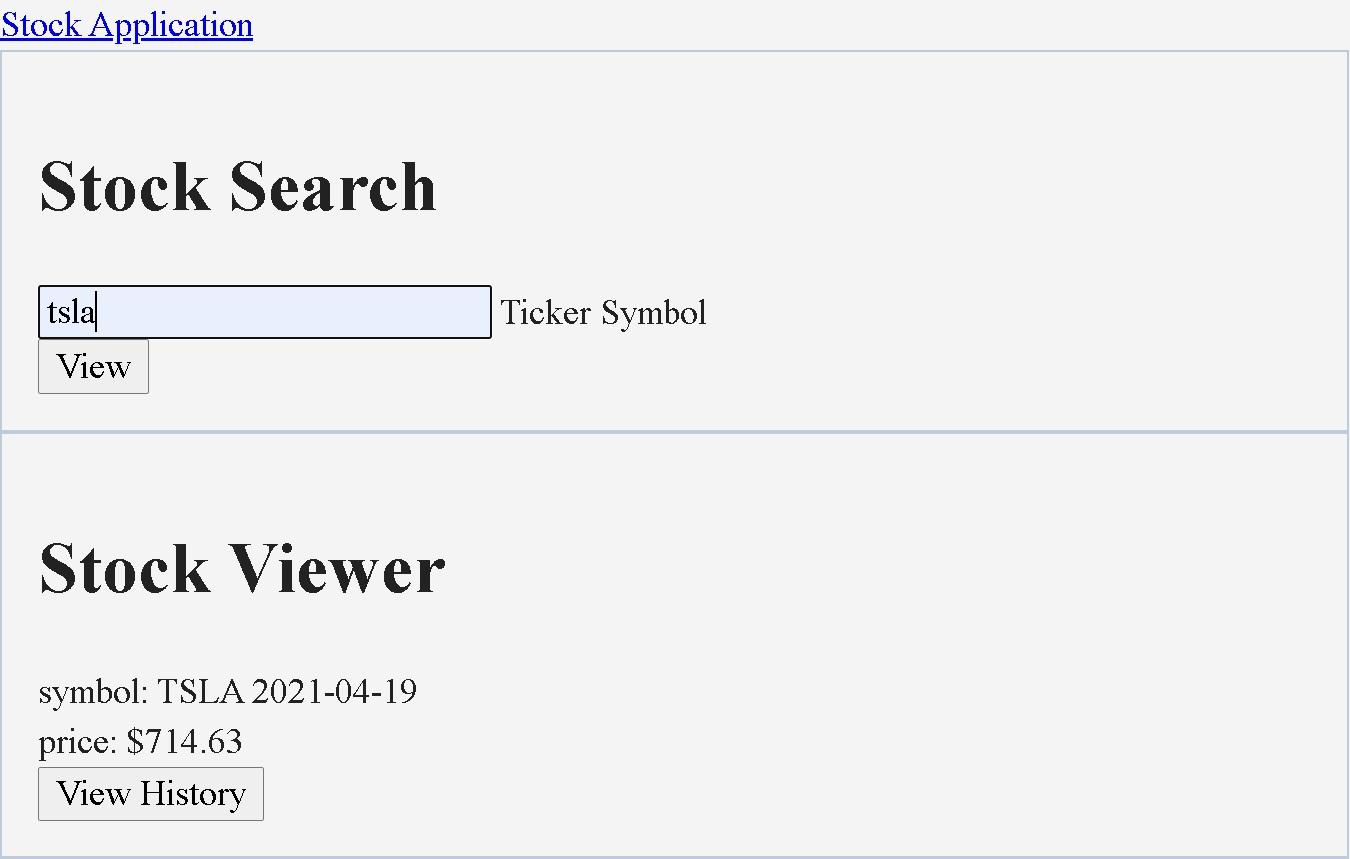 Stock Application
Stock Search
tsla Ticker Symbol
View
Stock Viewer
symbol: TSLA 2021-04-19
price: $714.63
View History